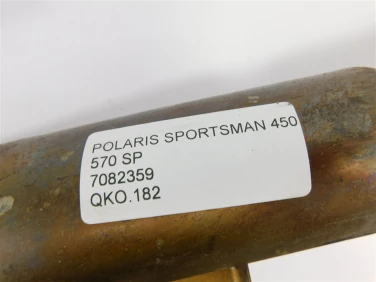 POLARIS SPORTSMAN 450
570 SP
7082359
QKO.182